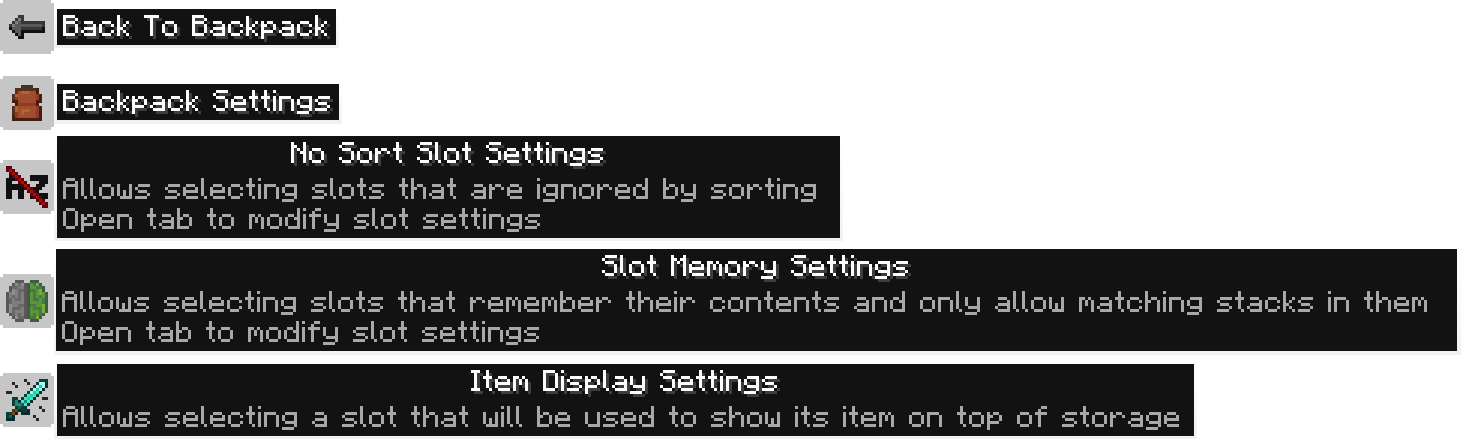 Back To Backpack
Backpack Settings
AZ
No Sort Slot Settings
Allows selecting slots that are ignored by sorting
Open tab to modify slot settings
Slot Memory Settings
Allows selecting slots that remember their contents and only allow matching stacks in them
Open tab to modify slot settings
Item Display Settings
Allows selecting a slot that will be used to show its item on top of storage